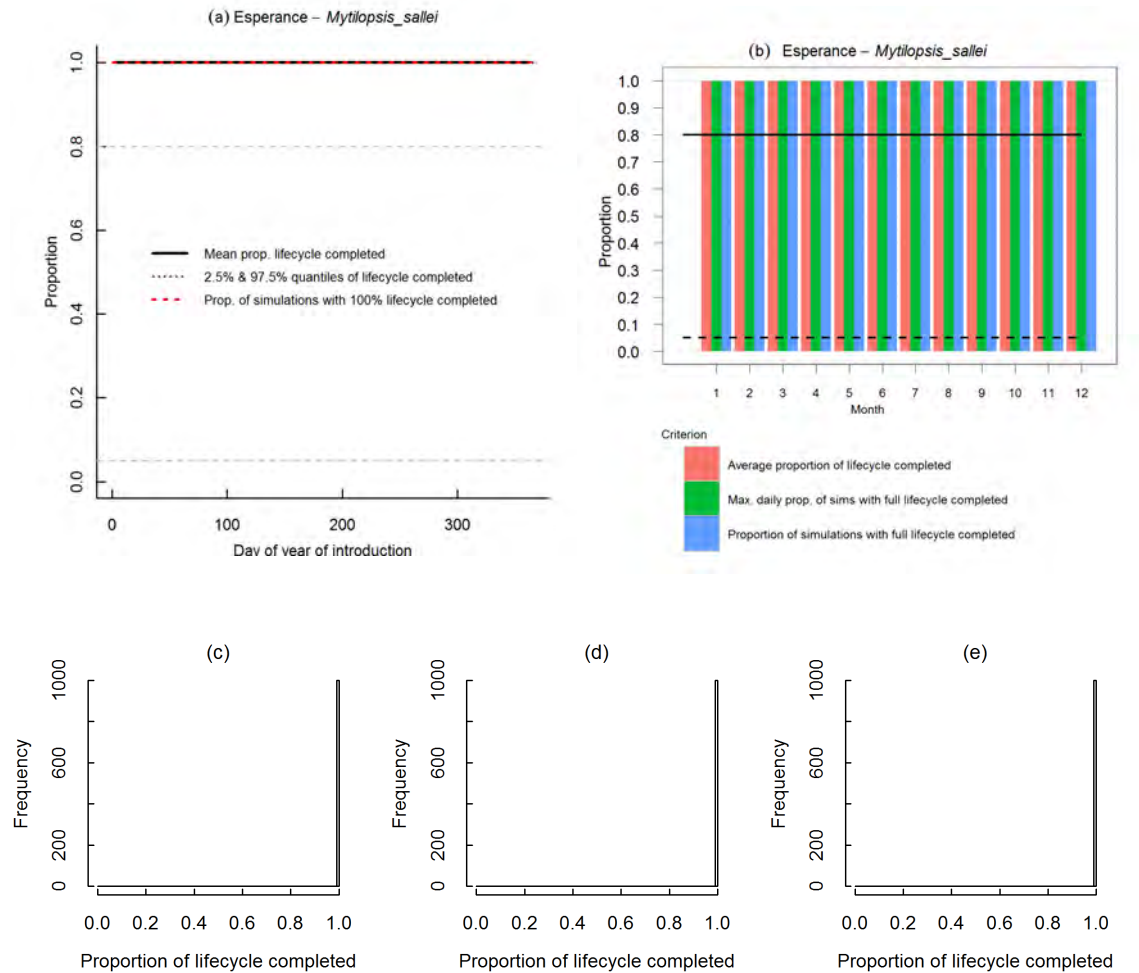 (a) Esperance – Mytilopsis_sallei
Proportion
1.0
0.8
0.6
0.4
0.2
0.0
Mean prop. lifecycle completed
2.5% & 97.5% quantiles of lifecycle completed
Prop. of simulations with 100% lifecycle completed
0 100 200 300
Day of year of introduction
(b) Esperance – Mytilopsis_sallei
Proportion
1.0
0.9
0.8
0.7
0.6
0.5
0.4
0.3
0.2
0.1
0.0
1 2 3 4 5 6 7 8 9 10 11 12
Month
Criterion
Average proportion of lifecycle completed
Max. daily prop. of sims with full lifecycle completed
Proportion of simulations with full lifecycle completed
(c)
Frequency
1000
600
200
0
0.0 0.2 0.4 0.6 0.8 1.0
Proportion of lifecycle completed
(d)
Frequency
1000
600
200
0
0.0 0.2 0.4 0.6 0.8 1.0
Proportion of lifecycle completed
(e)
Frequency
1000
600
200
0
0.0 0.2 0.4 0.6 0.8 1.0
Proportion of lifecycle completed